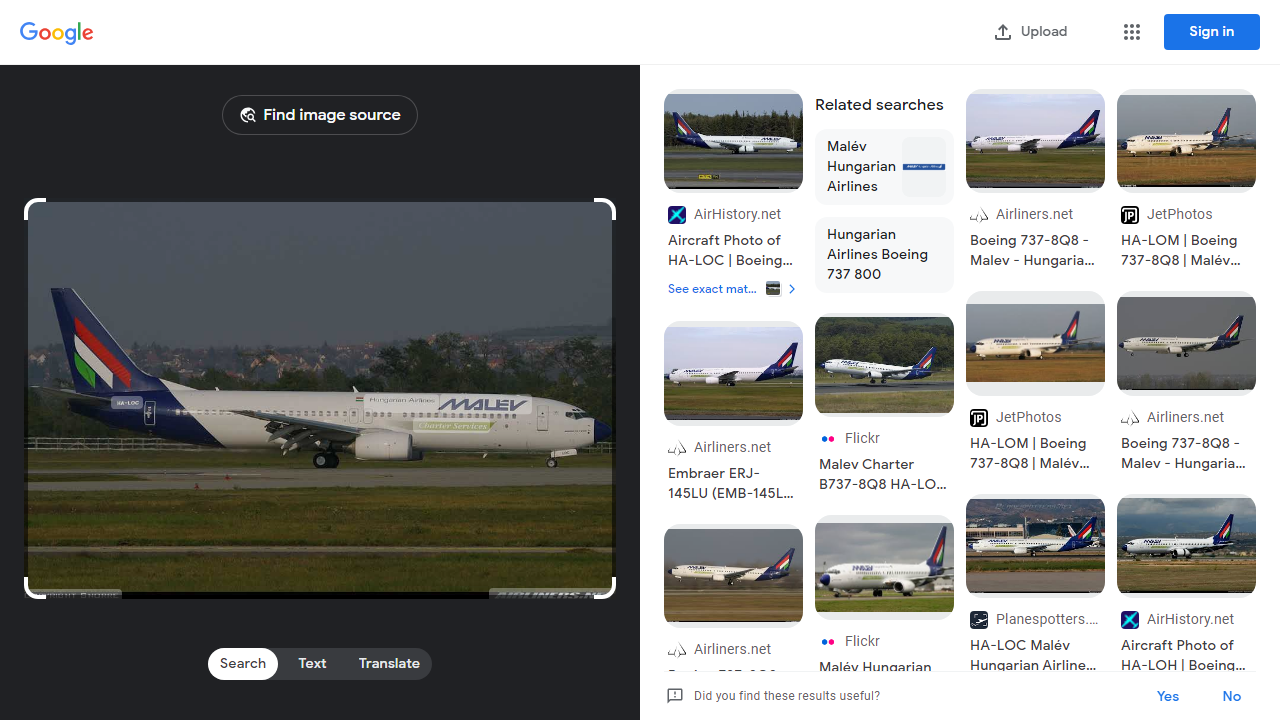 Google
Upload
Sign in
Find image source
HA-LOC
Hungarian Airlines
MALEV
Charter Services
AIRLINERS.NET
Search
Text
Translate
AirHistory.net
Aircraft Photo of
HA-LOC | Boeing...
See exact mat...
Airliners.net
Embraer ERJ-
145LU (EMB-145L...
Airliners.net
Related searches
Malév
Hungarian
Airlines
Hungarian
Airlines Boeing
737 800
Flickr
Malev Charter
B737-8Q8 HA-LO...
Flickr
Malév Hungarian
Airliners.net
Boeing 737-8Q8 -
Malev - Hungaria...
JetPhotos
HA-LOM | Boeing
737-8Q8 | Malév...
Planespotters....
HA-LOC Malév
Hungarian Airline...
JetPhotos
HA-LOM | Boeing
737-8Q8 | Malév...
Airliners.net
Boeing 737-8Q8 -
Malev - Hungaria...
AirHistory.net
Aircraft Photo of
HA-LOH | Boeing...
Did you find these results useful?
Yes
No